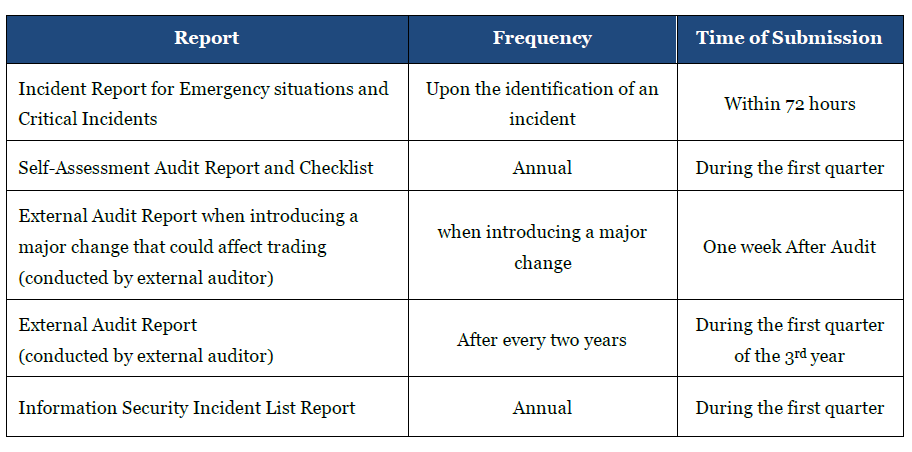 Report Frequency Time of Submission
Incident Report for Emergency situations and
Critical Incidents
Upon the identification of an
incident
Within 72 hours
Self-Assessment Audit Report and Checklist
Annual
During the first quarter
External Audit Report when introducing a
major change that could affect trading
(conducted by external auditor)
when introducing a major
change
One week After Audit
External Audit Report
(conducted by external auditor)
After every two years
During the first quarter
of the 3rd year
Information Security Incident List Report
Annual
During the first quarter